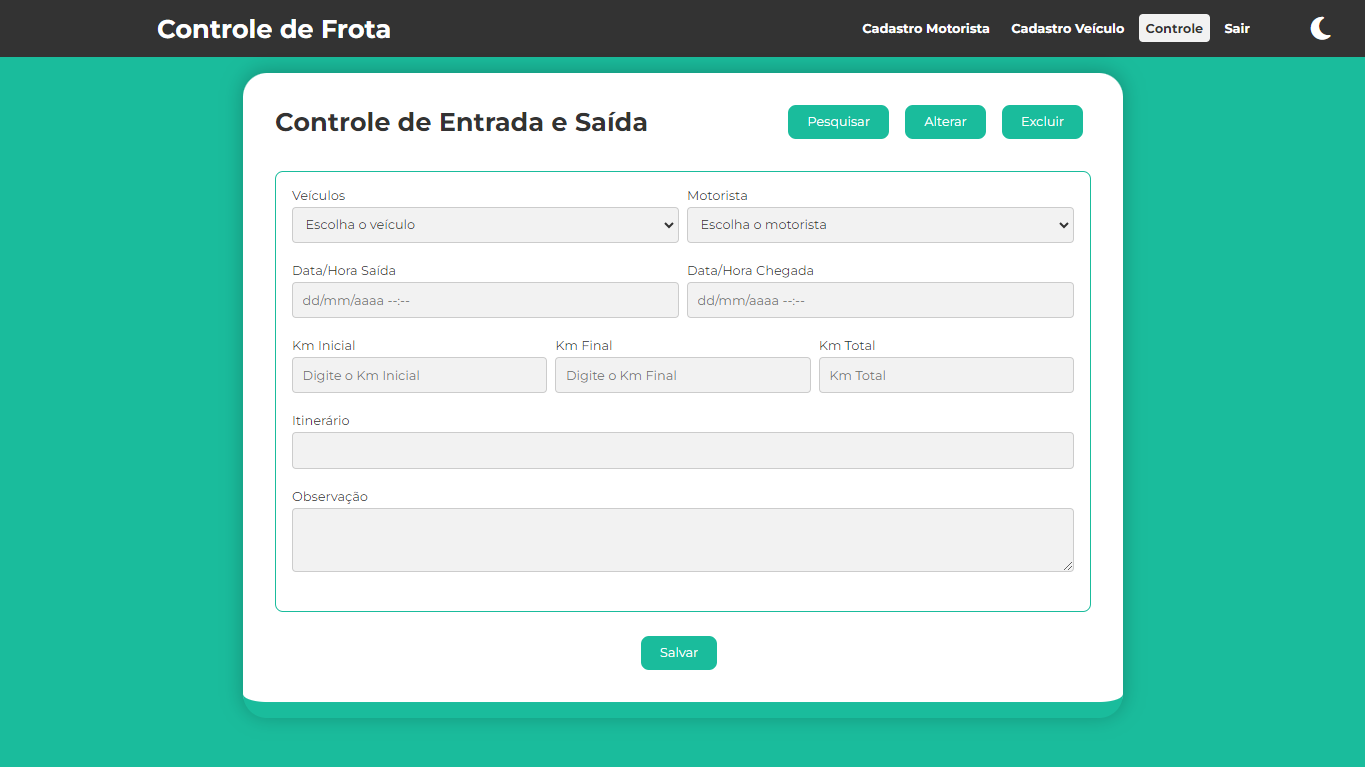 Controle de Frota
Cadastro Motorista Cadastro Veículo Controle Sair
Controle de Entrada e Saída
Pesquisar Alterar Excluir
Veículos Motorista
Escolha o veículo Escolha o motorista
Data/Hora Saída Data/Hora Chegada
dd/mm/aaaa --:-- dd/mm/aaaa --:--
Km Inicial Km Final Km Total
Digite o Km Inicial Digite o Km Final Km Total
Itinerário
Observação
Salvar